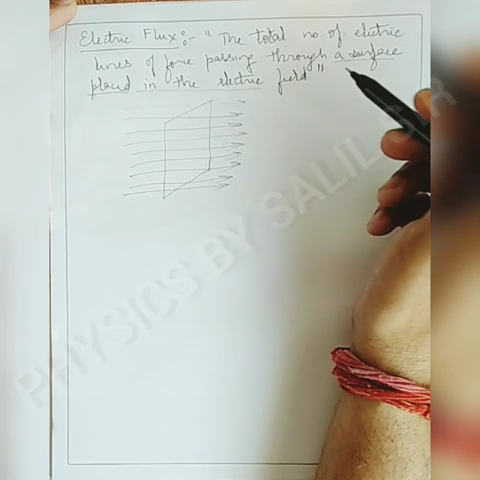 Electric Flux:- "The total no. of electric
lines of force passing through a surface
placed in the electric field"
PHYSICS BY SALIL SIR